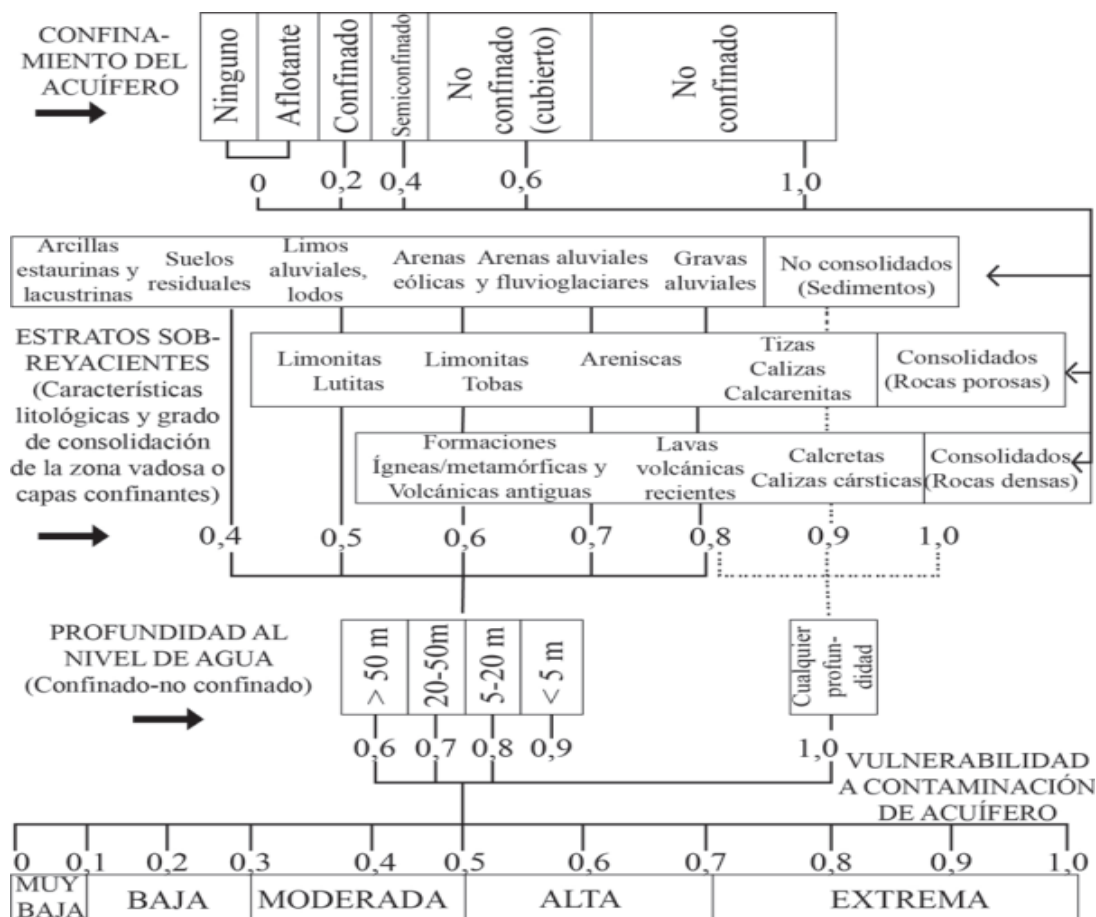 CONFINA-
MIENTO DEL
ACUÍFERO
Ninguno
Aflotante
Confinado
Semiconfinado
No
confinado
(cubierto)
No
confinado
0
0,2
0,4
0,6
1,0
Arcillas
estaurinas y
lacustrinas
Suelos
residuales
Limos
aluviales,
lodos
Arenas
eólicas
Arenas aluviales
y fluvioglaciares
Gravas
aluviales
No consolidados
(Sedimentos)
ESTRATOS SOB-
REYACIENTES
(Características
litológicas y grado
de consolidación
de la zona vadosa o
capas confinantes)
Limonitas
Lutitas
Limonitas
Tobas
Areniscas
Tizas
Calizas
Calcarenitas
Consolidados
(Rocas porosas)
Formaciones
Ígneas/metamórficas y
Volcánicas antiguas
Lavas
volcánicas
recientes
Calcretas
Calizas cársticas
Consolidados
(Rocas densas)
0,4
0,5
0,6
0,7
0,8
0,9
1,0
PROFUNDIDAD AL
NIVEL DE AGUA
(Confinado-no confinado)
> 50 m
20-50m
5-20 m
< 5 m
Cualquier
profun-
didad
0,6
0,7
0,8
0,9
1,0
VULNERABILIDAD
A CONTAMINACIÓN
DE ACUÍFERO
0
0,1
0,2
0,3
0,4
0,5
0,6
0,7
0,8
0,9
1,0
MUY
BAJA
BAJA
MODERADA
ALTA
EXTREMA